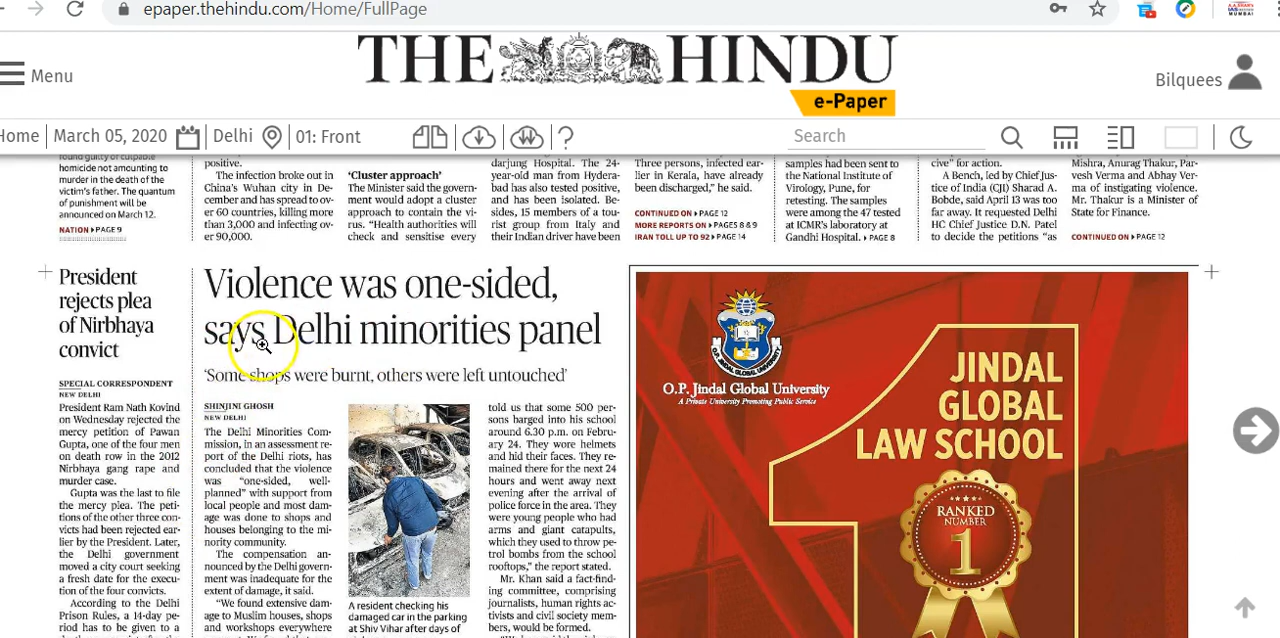 epaper.thehindu.com/Home/FullPage
A.A.SHAH'S
IAS
MUMBAI
Menu
THE HINDU
e-Paper
Bilquees
Home
March 05, 2020
Delhi
01: Front
Search
found guilty of culpable
homicide not amounting to
murder in the death of the
victim's father. The quantum
of punishment will be
announced on March 12.
NATION PAGE 9
positive.
The infection broke out in
China's Wuhan city in De-
cember and has spread to ov-
er 60 countries, killing more
than 3,000 and infecting ov-
er 90,000.
'Cluster approach'
The Minister said the govern-
ment would adopt a cluster
approach to contain the vi-
rus. "Health authorities will
check and sensitise every
darjung Hospital. The 24-
year-old man from Hydera-
bad has also tested positive,
and has been isolated. Be-
sides, 15 members of a tou-
rist group from Italy and
their Indian driver have been
Three persons, infected ear-
lier in Kerala, have already
been discharged," he said.
CONTINUED ON PAGE 12
MORE REPORTS ON PAGES 8 & 9
IRAN TOLL UP TO 92 PAGE 14
samples had been sent to
the National Institute of
Virology, Pune, for
retesting. The samples
were among the 47 tested
at ICMR's laboratory at
Gandhi Hospital. PAGE 8
cive" for action.
A Bench, led by Chief Jus-
tice of India (CJI) Sharad A.
Bobde, said April 13 was too
far away. It requested Delhi
HC Chief Justice D.N. Patel
to decide the petitions "as
Mishra, Anurag Thakur, Par-
vesh Verma and Abhay Ver-
ma of instigating violence.
Mr. Thakur is a Minister of
State for Finance.
CONTINUED ON PAGE 12
President
rejects plea
of Nirbhaya
convict
SPECIAL CORRESPONDENT
NEW DELHI
President Ram Nath Kovind
on Wednesday rejected the
mercy petition of Pawan
Gupta, one of the four men
on death row in the 2012
Nirbhaya gang rape and
murder case.
Gupta was the last to file
the mercy plea. The peti-
tions of the other three con-
victs had been rejected ear-
lier by the President. Later,
the Delhi government
moved a city court seeking
a fresh date for the execu-
tion of the four convicts.
According to the Delhi
Prison Rules, a 14-day pe-
riod has to be given to a
Violence was one-sided,
says Delhi minorities panel
'Some shops were burnt, others were left untouched'
SHINJINI GHOSH
NEW DELHI
The Delhi Minorities Com-
mission, in an assessment re-
port of the Delhi riots, has
concluded that the violence
was "one-sided, well-
planned" with support from
local people and most dam-
age was done to shops and
houses belonging to the mi-
nority community.
The compensation an-
nounced by the Delhi govern-
ment was inadequate for the
extent of damage, it said.
"We found extensive dam-
age to Muslim houses, shops
and workshops everywhere
A resident checking his
damaged car in the parking
at Shiv Vihar after days of
told us that some 500 per-
sons barged into his school
around 6.30 p.m. on Febru-
ary 24. They wore helmets
and hid their faces. They re-
mained there for the next 24
hours and went away next
evening after the arrival of
police force in the area. They
were young people who had
arms and giant catapults,
which they used to throw pe-
trol bombs from the school
rooftops," the report stated.
Mr. Khan said a fact-find-
ing committee, comprising
journalists, human rights ac-
tivists and civil society mem-
bers, would be formed.
O.P. Jindal Global University
A Private University Promoting Public Service
JINDAL
GLOBAL
LAW SCHOOL
RANKED
NUMBER
1